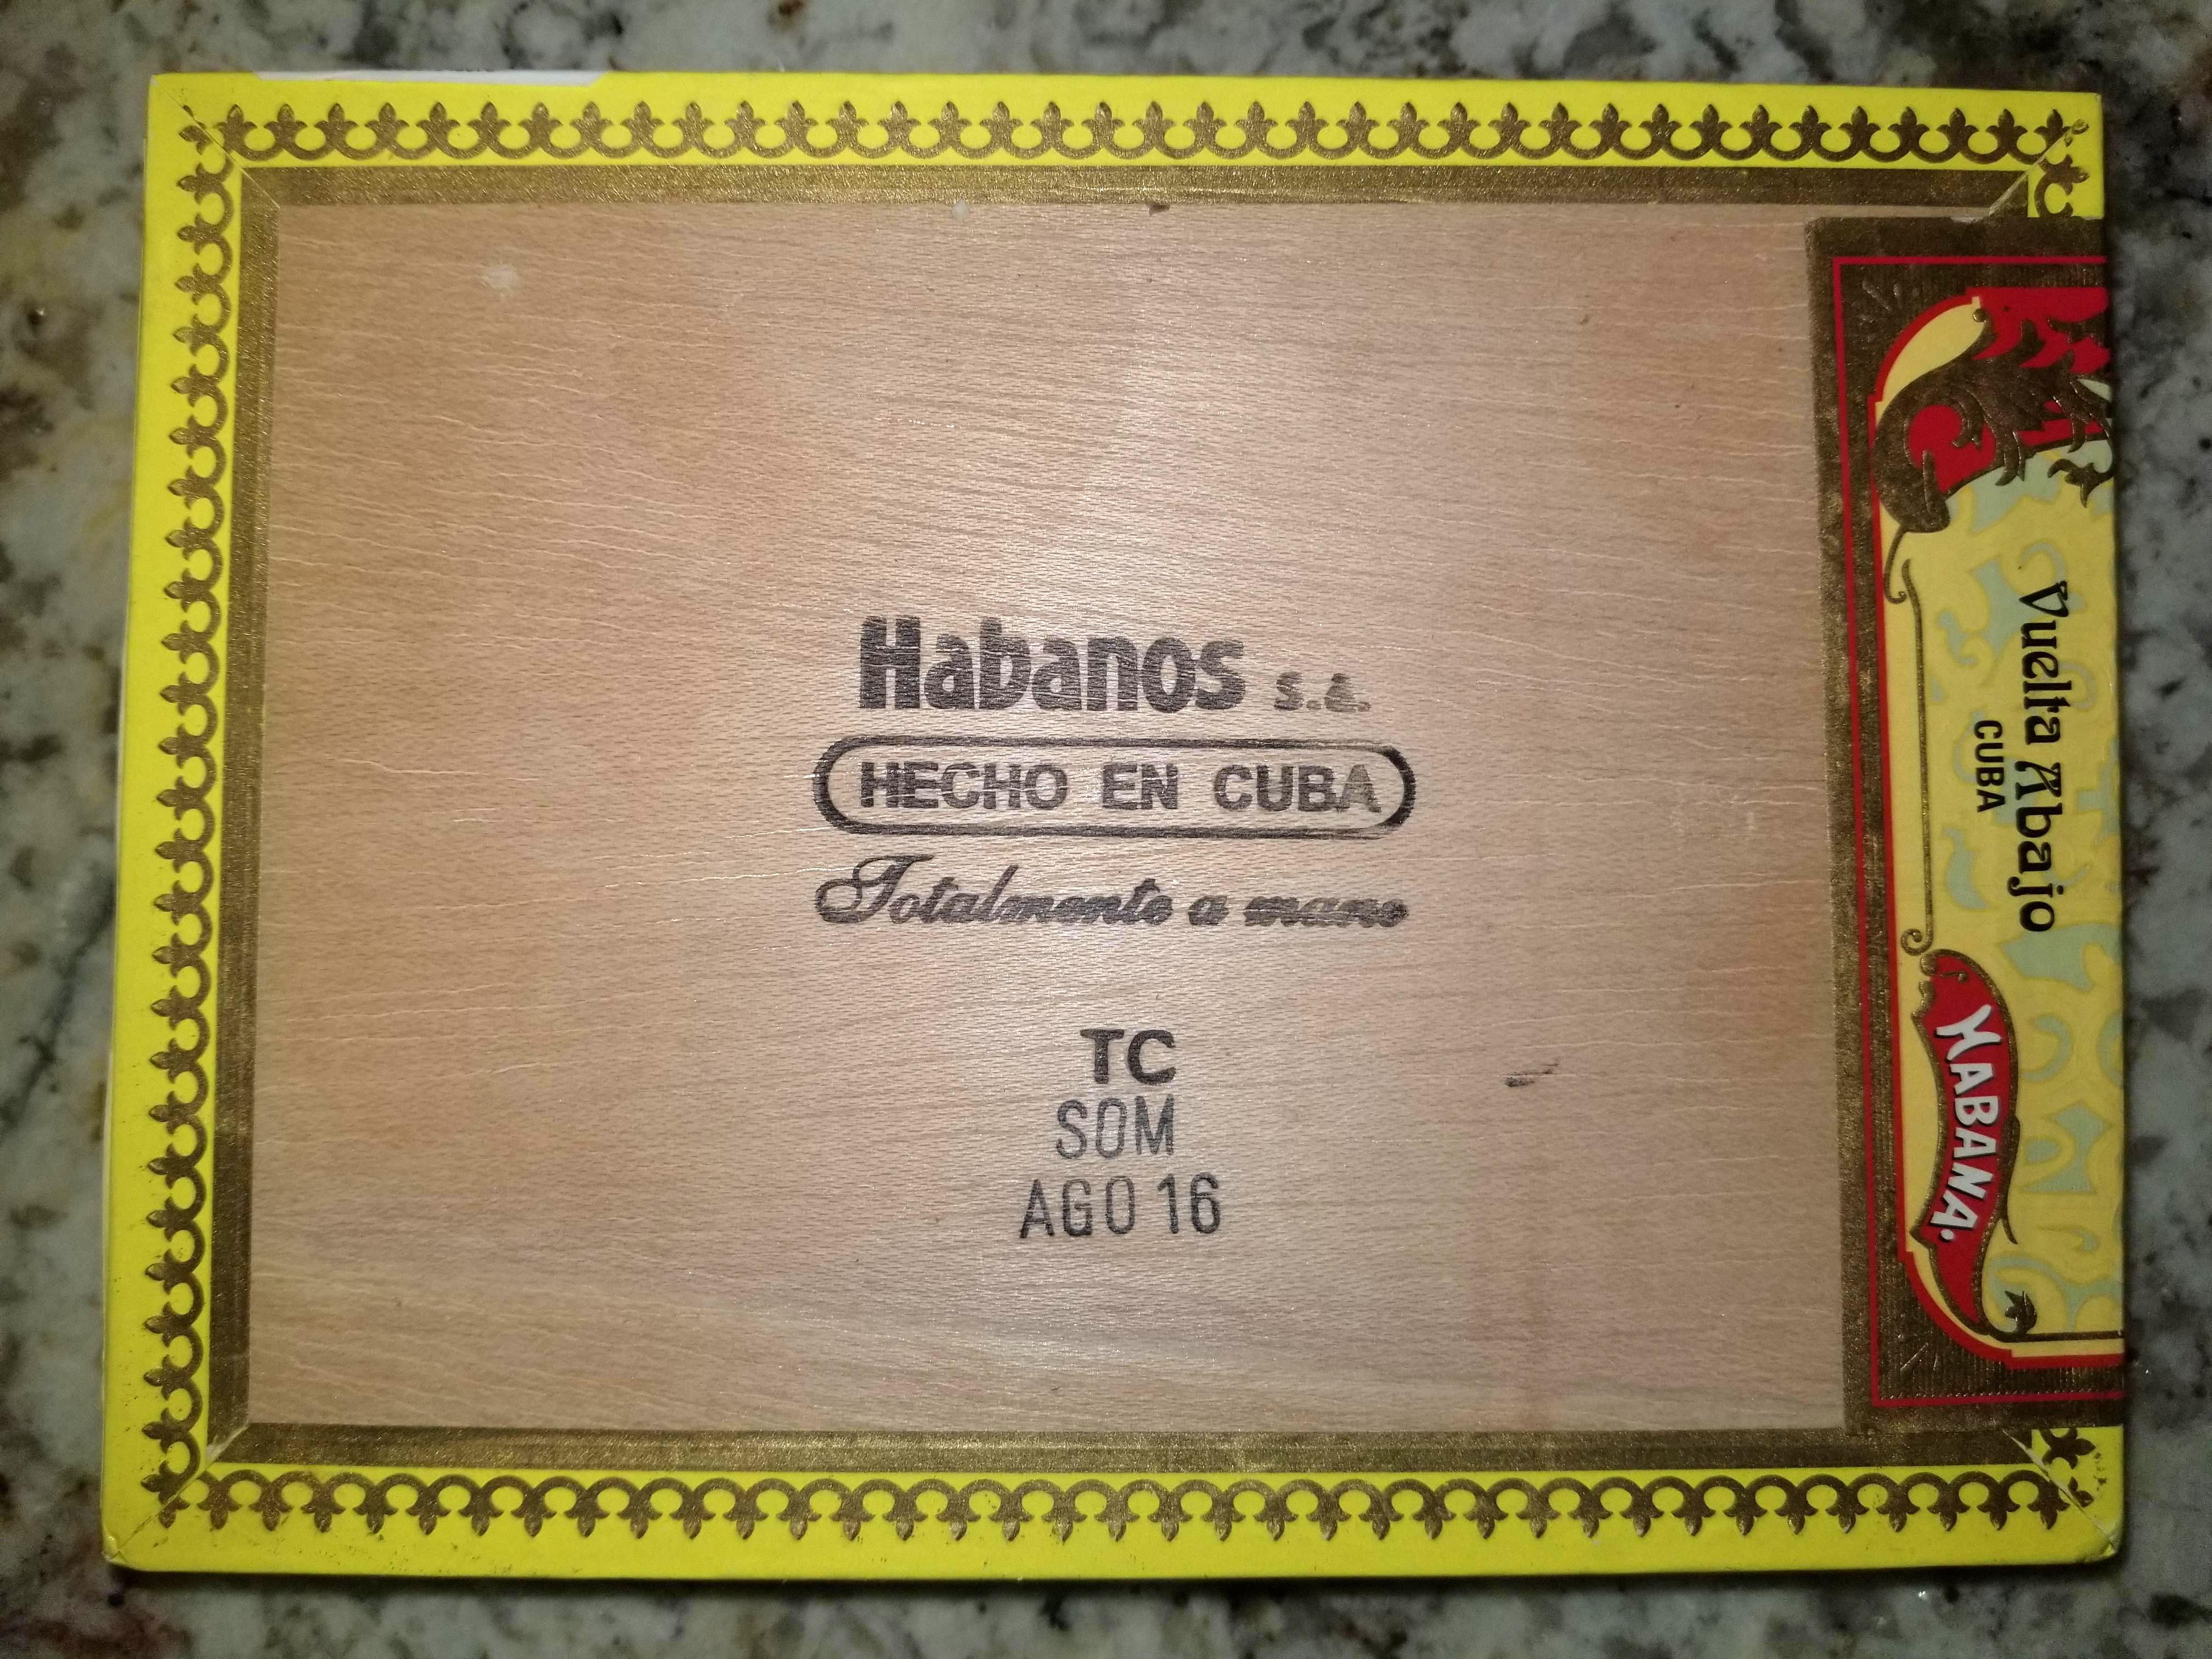 Habanos s.a.
HECHO EN CUBA
Totalmente a mano
TC
SOM
AGO 16
Vuelta Abajo
CUBA
HABANA.